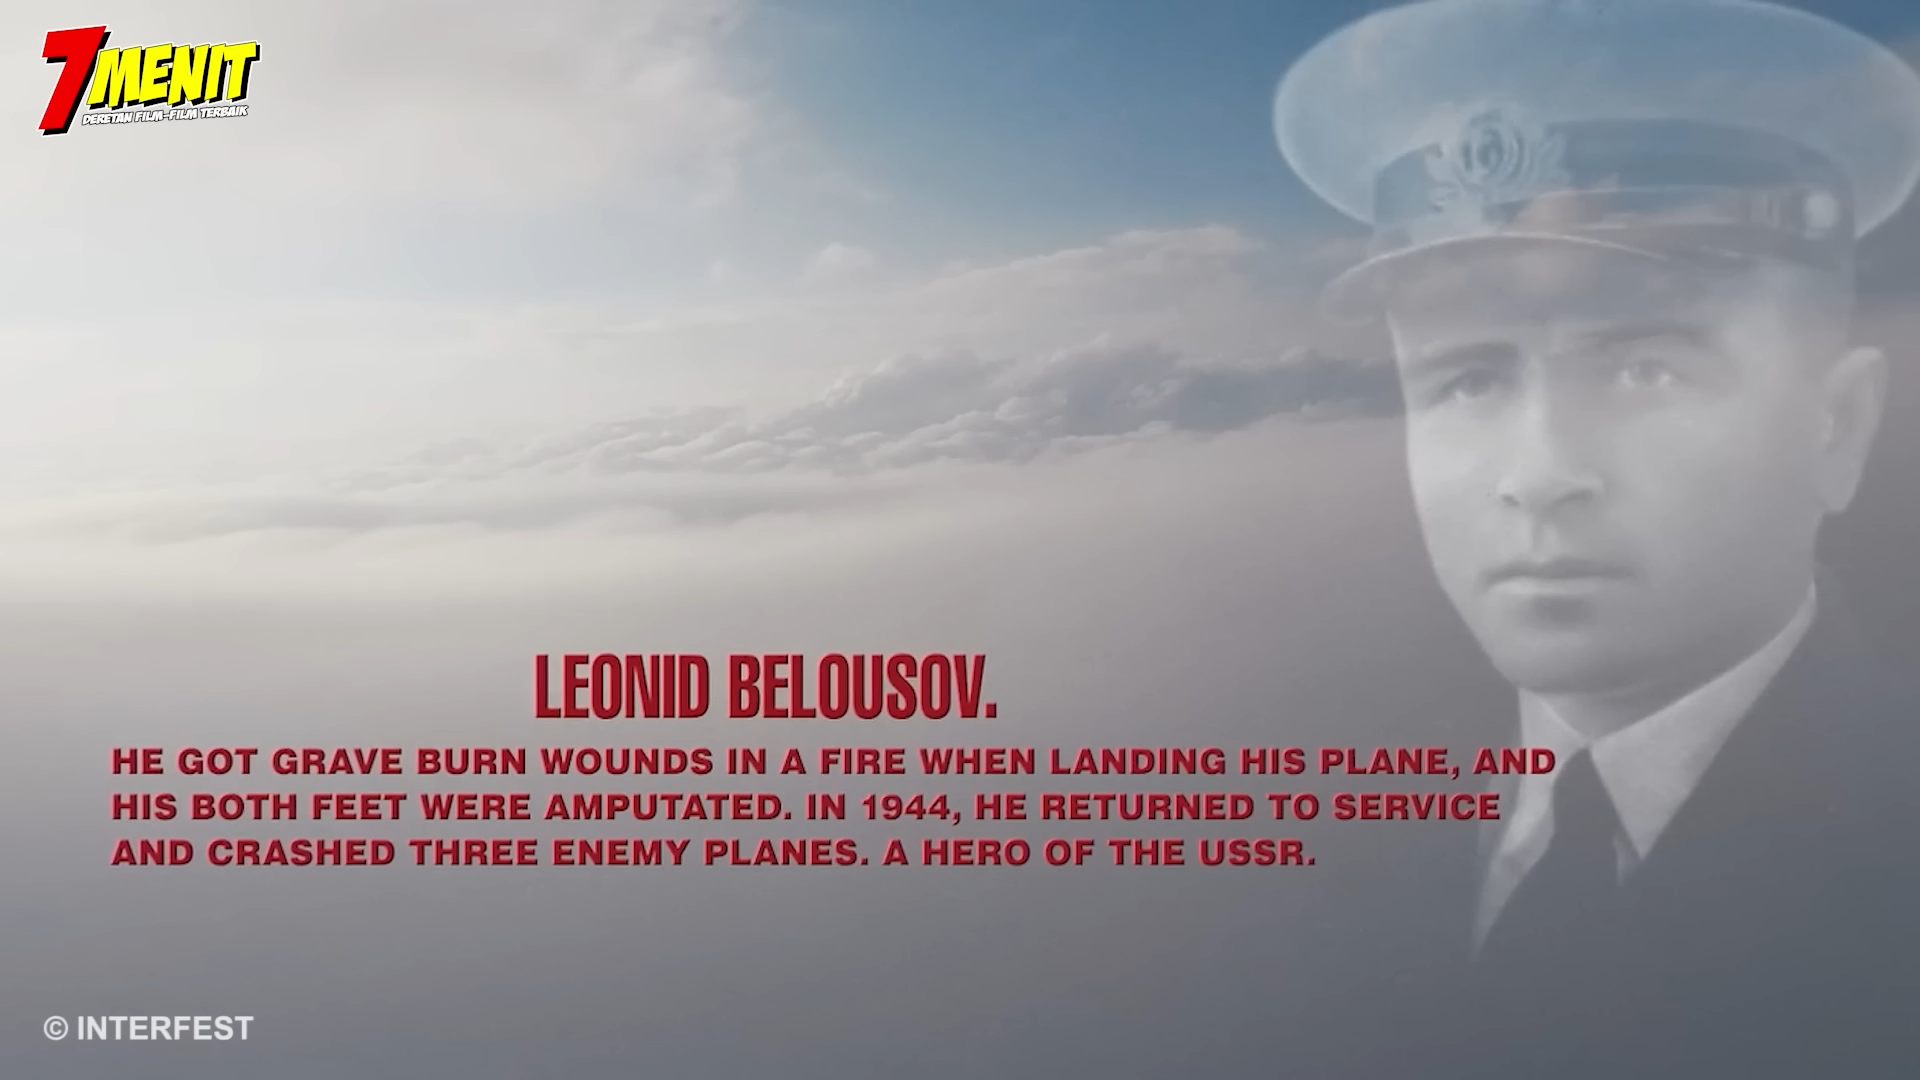 7MENIT
DERETAN FILM-FILM TERBAIK
LEONID BELOUSOV.
HE GOT GRAVE BURN WOUNDS IN A FIRE WHEN LANDING HIS PLANE, AND
HIS BOTH FEET WERE AMPUTATED. IN 1944, HE RETURNED TO SERVICE
AND CRASHED THREE ENEMY PLANES. A HERO OF THE USSR.
© INTERFEST